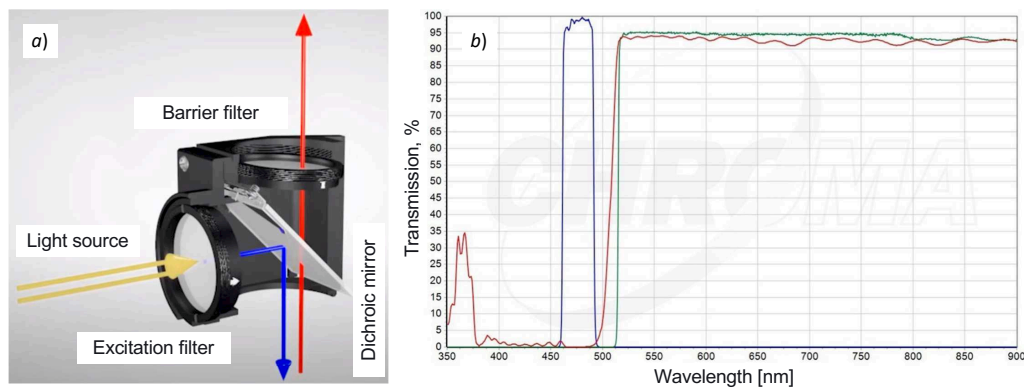 a)
Barrier filter
Light source
Excitation filter
Dichroic mirror
b)
Transmission, %
100
95
90
85
80
75
70
65
60
55
50
45
40
35
30
25
20
15
10
5
0
350 400 450 500 550 600 650 700 750 800 850 900
Wavelength [nm]
CHROMA